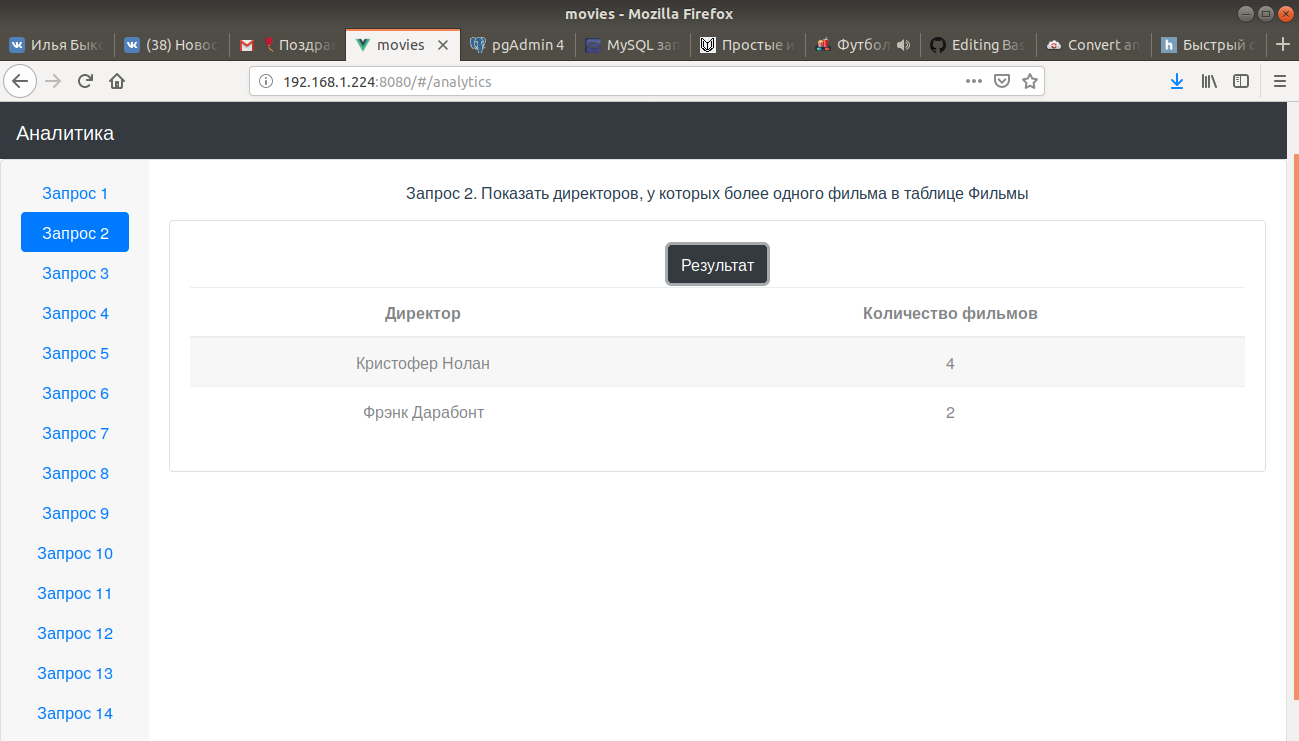 movies - Mozilla Firefox
Илья Бык
(38) Новос
Поздра
movies
pgAdmin 4
MySQL зап
Простые и
Футбол
Editing Bas
Convert an
Быстрый с
192.168.1.224:8080/#/analytics
Аналитика
Запрос 1
Запрос 2
Запрос 3
Запрос 4
Запрос 5
Запрос 6
Запрос 7
Запрос 8
Запрос 9
Запрос 10
Запрос 11
Запрос 12
Запрос 13
Запрос 14
Запрос 2. Показать директоров, у которых более одного фильма в таблице Фильмы
Результат
Директор Количество фильмов
Кристофер Нолан 4
Фрэнк Дарабонт 2